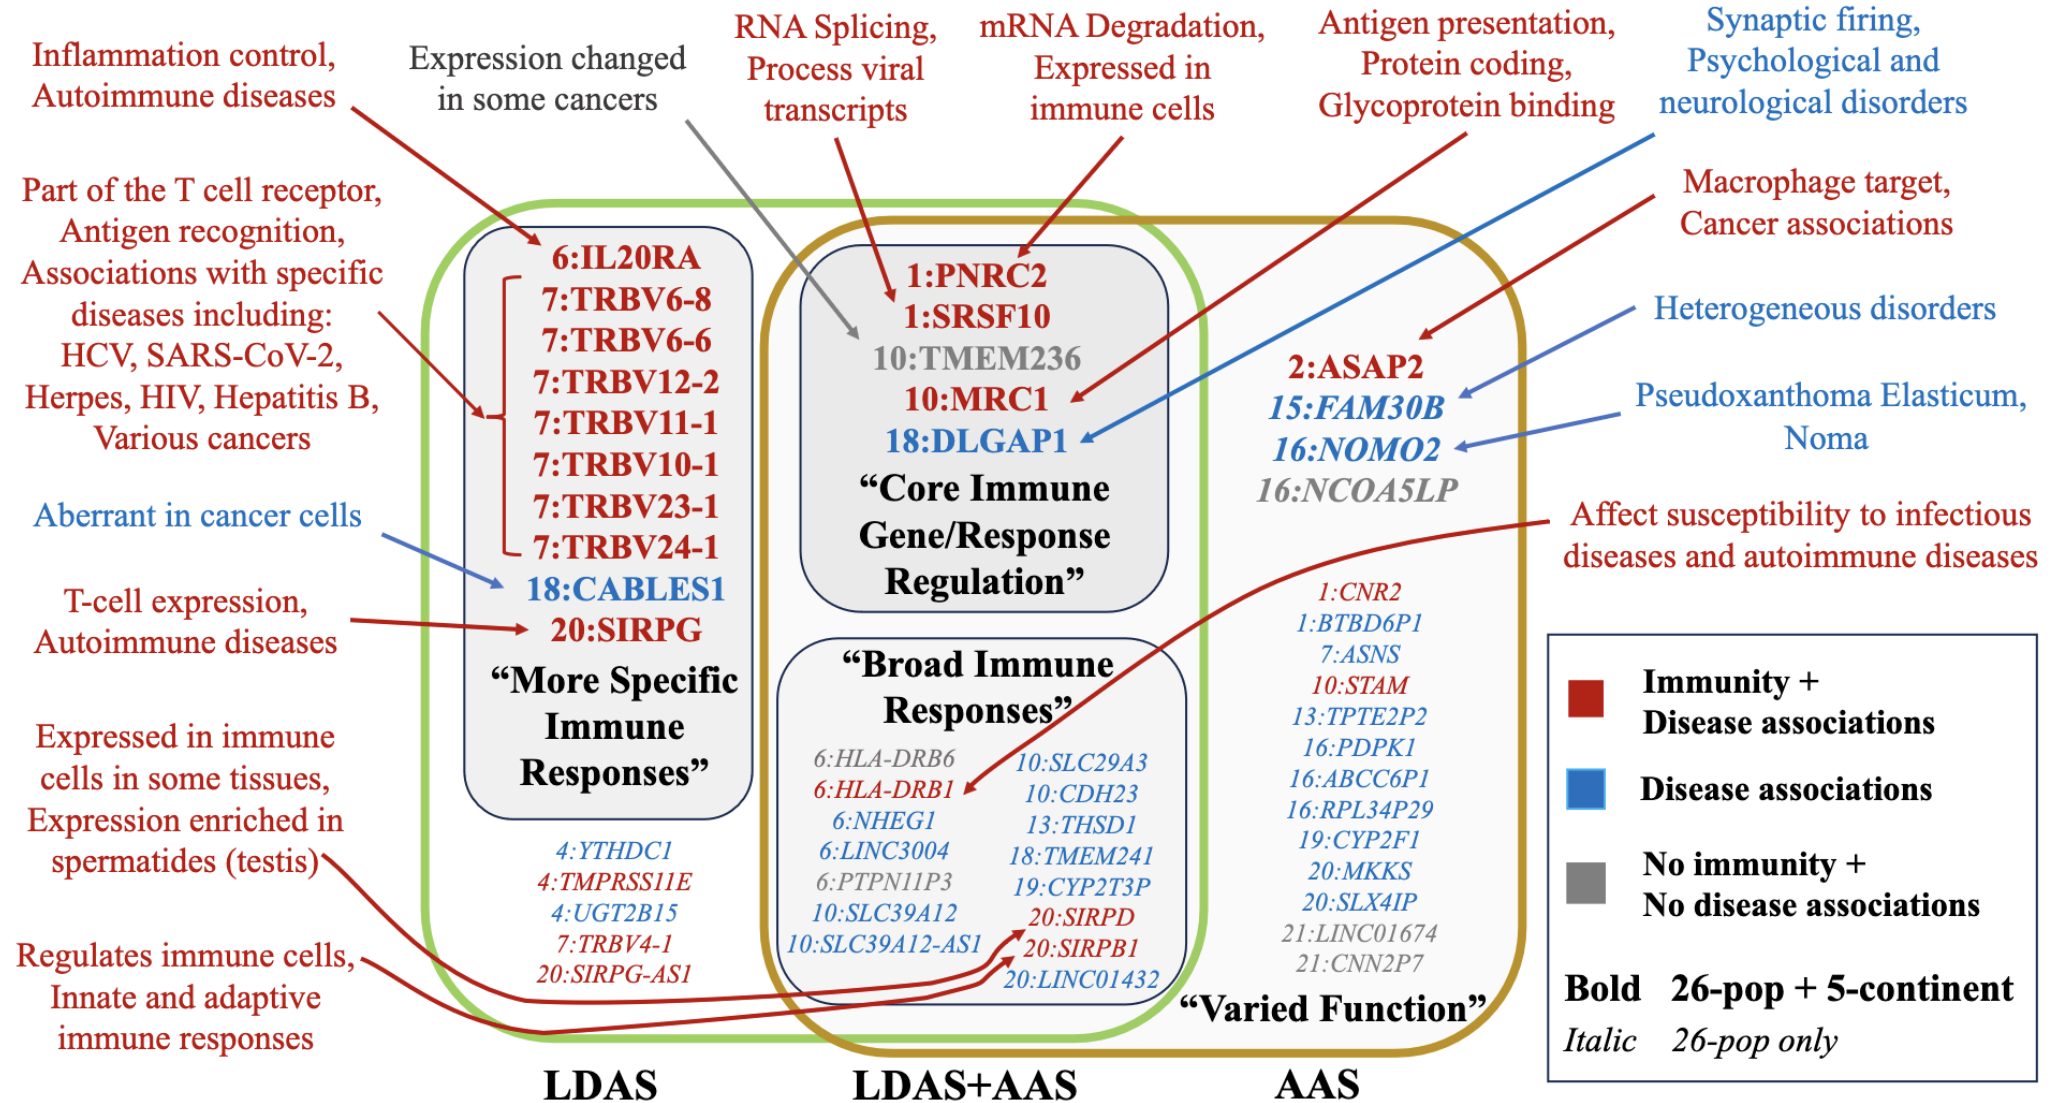 Inflammation control,
Autoimmune diseases
Expression changed
in some cancers
RNA Splicing,
Process viral
transcripts
mRNA Degradation,
Expressed in
immune cells
Antigen presentation,
Protein coding,
Glycoprotein binding
Synaptic firing,
Psychological and
neurological disorders
Part of the T cell receptor,
Antigen recognition,
Associations with specific
diseases including:
HCV, SARS-CoV-2,
Herpes, HIV, Hepatitis B,
Various cancers
Aberrant in cancer cells
T-cell expression,
Autoimmune diseases
Expressed in immune
cells in some tissues,
Expression enriched in
spermatides (testis)
Regulates immune cells,
Innate and adaptive
immune responses
6:IL20RA
7:TRBV6-8
7:TRBV6-6
7:TRBV12-2
7:TRBV11-1
7:TRBV10-1
7:TRBV23-1
7:TRBV24-1
18:CABLES1
20:SIRPG
“More Specific
Immune
Responses”
4:YTHDC1
4:TMPRSS11E
4:UGT2B15
7:TRBV4-1
20:SIRPG-AS1
1:PNRC2
1:SRSF10
10:TMEM236
10:MRC1
18:DLGAP1
“Core Immune
Gene/Response
Regulation”
“Broad Immune
Responses”
6:HLA-DRB6
6:HLA-DRB1
6:NHEG1
6:LINC3004
6:PTPN11P3
10:SLC39A12
10:SLC39A12-AS1
10:SLC29A3
10:CDH23
13:THSD1
18:TMEM241
19:CYP2T3P
20:SIRPD
20:SIRPB1
20:LINC01432
2:ASAP2
15:FAM30B
16:NOMO2
16:NCOA5LP
1:CNR2
1:BTBD6P1
7:ASNS
10:STAM
13:TPTE2P2
16:PDPK1
16:ABCC6P1
16:RPL34P29
19:CYP2F1
20:MKKS
20:SLX4IP
21:LINC01674
21:CNN2P7
“Varied Function”
Macrophage target,
Cancer associations
Heterogeneous disorders
Pseudoxanthoma Elasticum,
Noma
Affect susceptibility to infectious
diseases and autoimmune diseases
Immunity +
Disease associations
Disease associations
No immunity +
No disease associations
Bold 26-pop + 5-continent
Italic 26-pop only
LDAS
LDAS+AAS
AAS